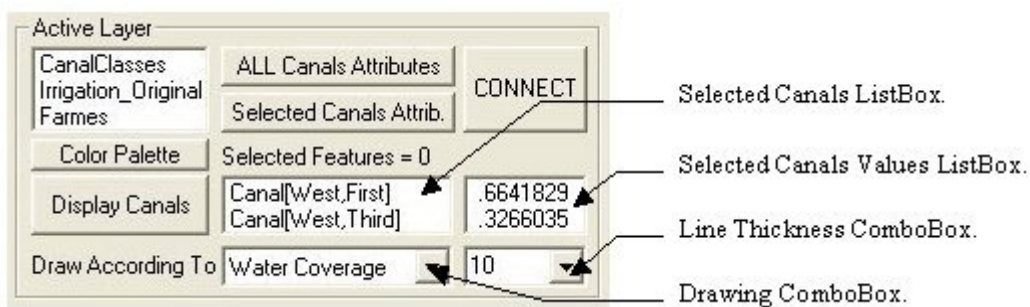 Active Layer
CanalClasses
Irrigation_Original
Farmes
ALL Canals Attributes
Selected Canals Attrib.
CONNECT
Color Palette
Selected Features = 0
Display Canals
Canal[West,First]
Canal[West,Third]
.6641829
.3266035
Draw According To
Water Coverage
10
Selected Canals ListBox.
Selected Canals Values ListBox.
Line Thickness ComboBox.
Drawing ComboBox.